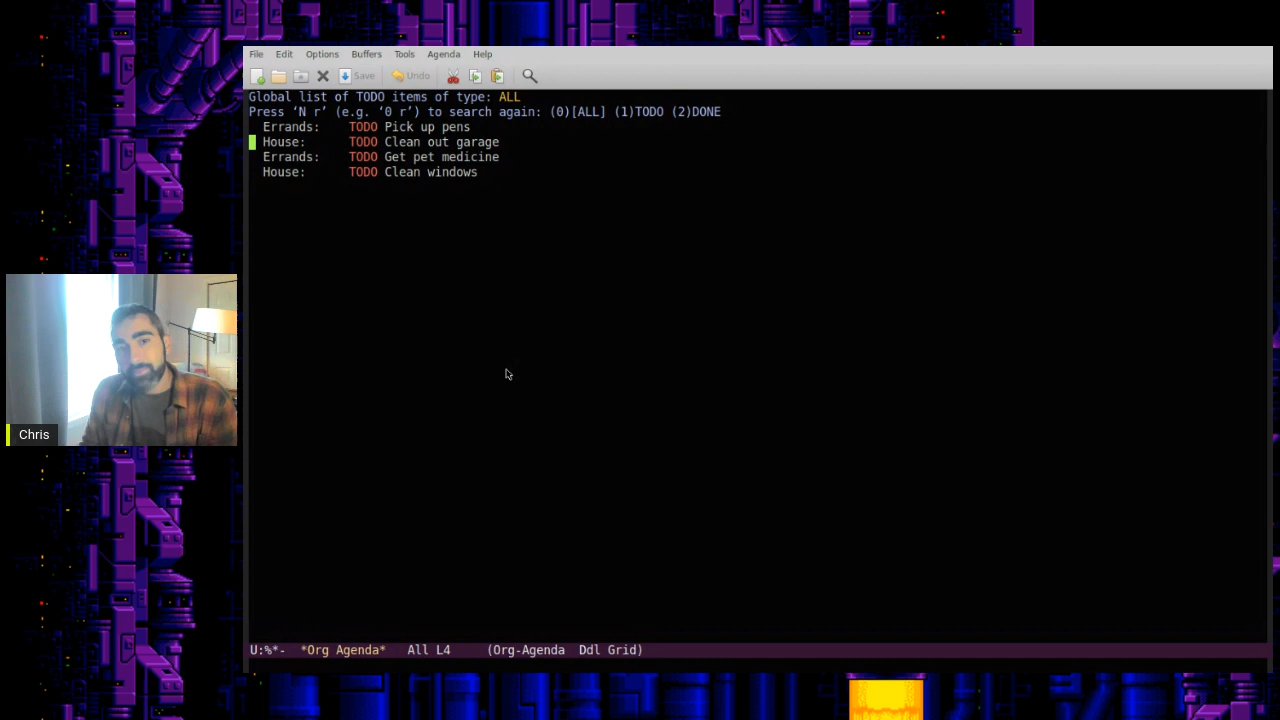 File Edit Options Buffers Tools Agenda Help
Save Undo
Global list of TODO items of type: ALL
Press ‘N r’ (e.g. ‘0 r’) to search again: (0)[ALL] (1)TODO (2)DONE
Errands: TODO Pick up pens
House: TODO Clean out garage
Errands: TODO Get pet medicine
House: TODO Clean windows
Chris
U:%*- *Org Agenda* All L4 (Org-Agenda Ddl Grid)